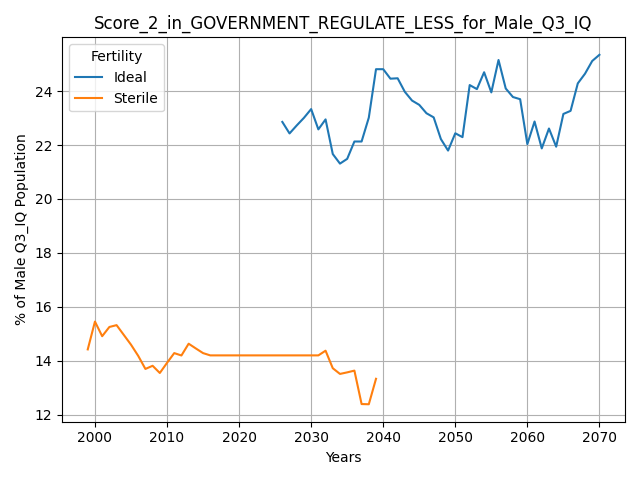 Score_2_in_GOVERNMENT_REGULATE_LESS_for_Male_Q3_IQ
Fertility
Ideal
Sterile
% of Male Q3_IQ Population
24
22
20
18
16
14
12
2000 2010 2020 2030 2040 2050 2060 2070
Years